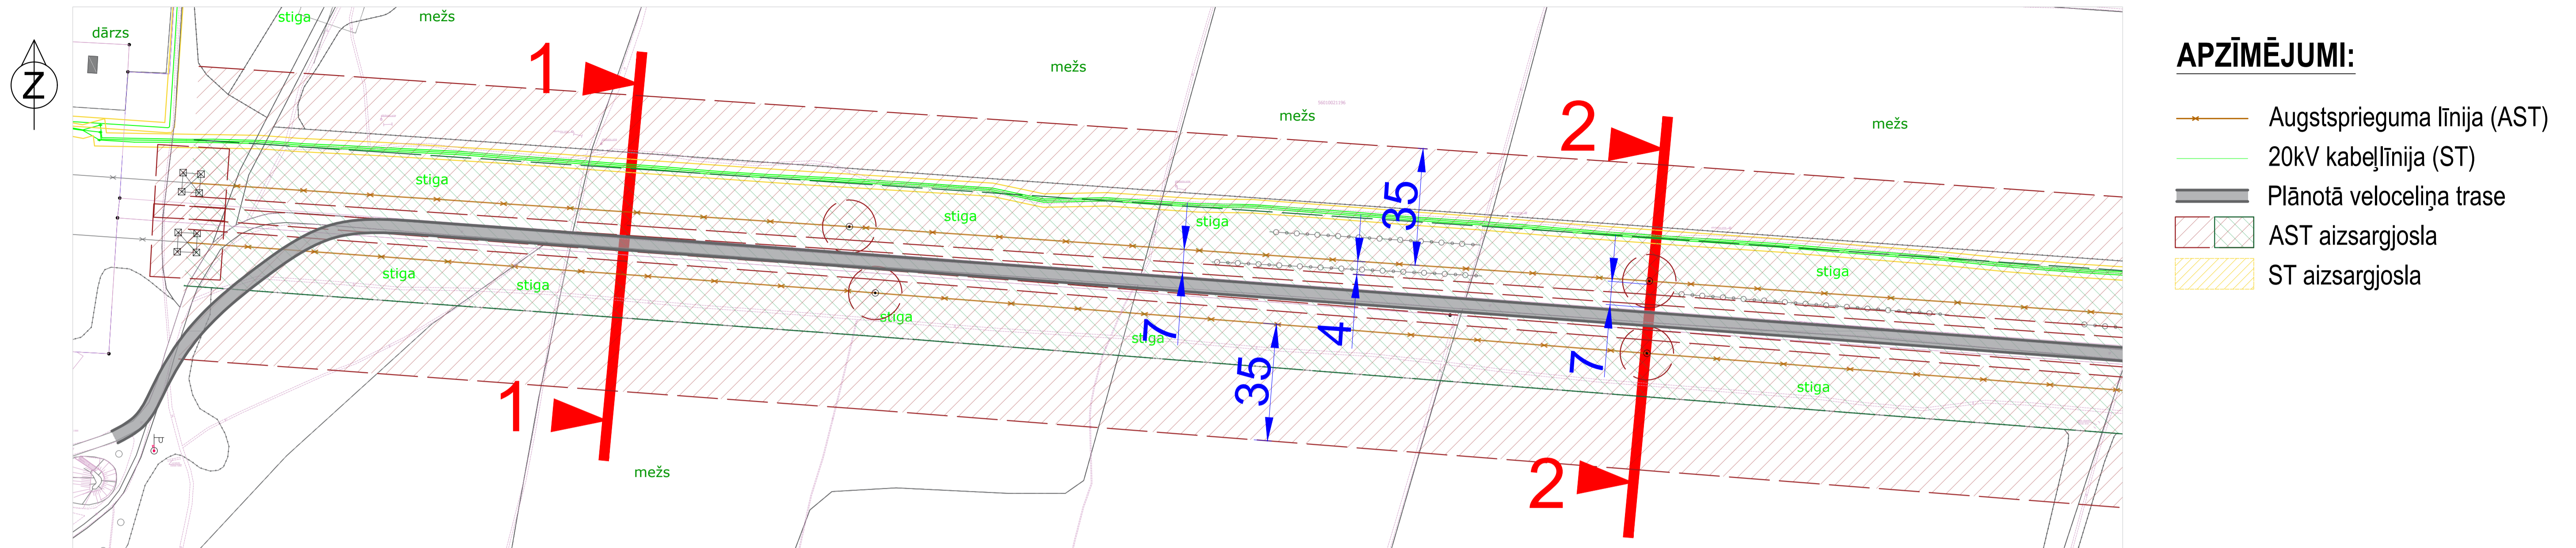 stiga
mežs
dārzs
Z
1
mežs
mežs
2
mežs
APZĪMĒJUMI:
Augstsprieguma līnija (AST)
20kV kabeļlīnija (ST)
Plānotā veloceliņa trase
AST aizsargjosla
ST aizsargjosla
stiga
stiga
stiga
35
stiga
stiga
stiga
stiga
7
stiga
4
7
35
stiga
1
2
mežs